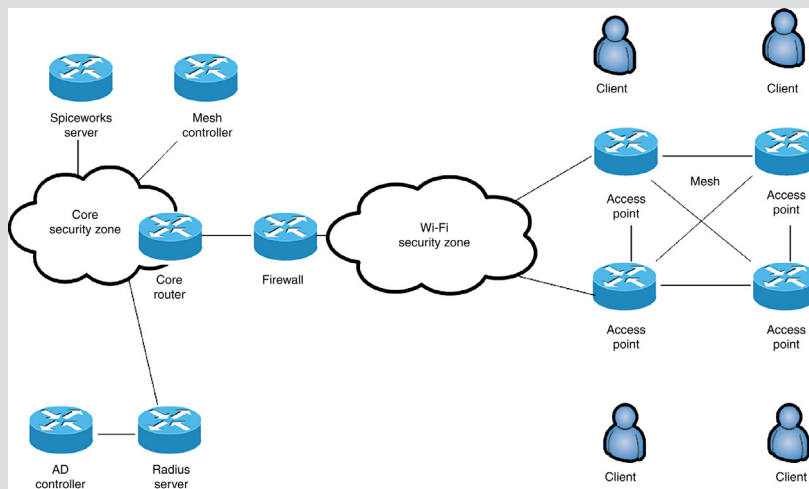 Client
Client
Spiceworks
server
Mesh
controller
Mesh
Access
point
Access
point
Core
security zone
Wi-Fi
security zone
Core
router
Firewall
Access
point
Access
point
AD
controller
Radius
server
Client
Client